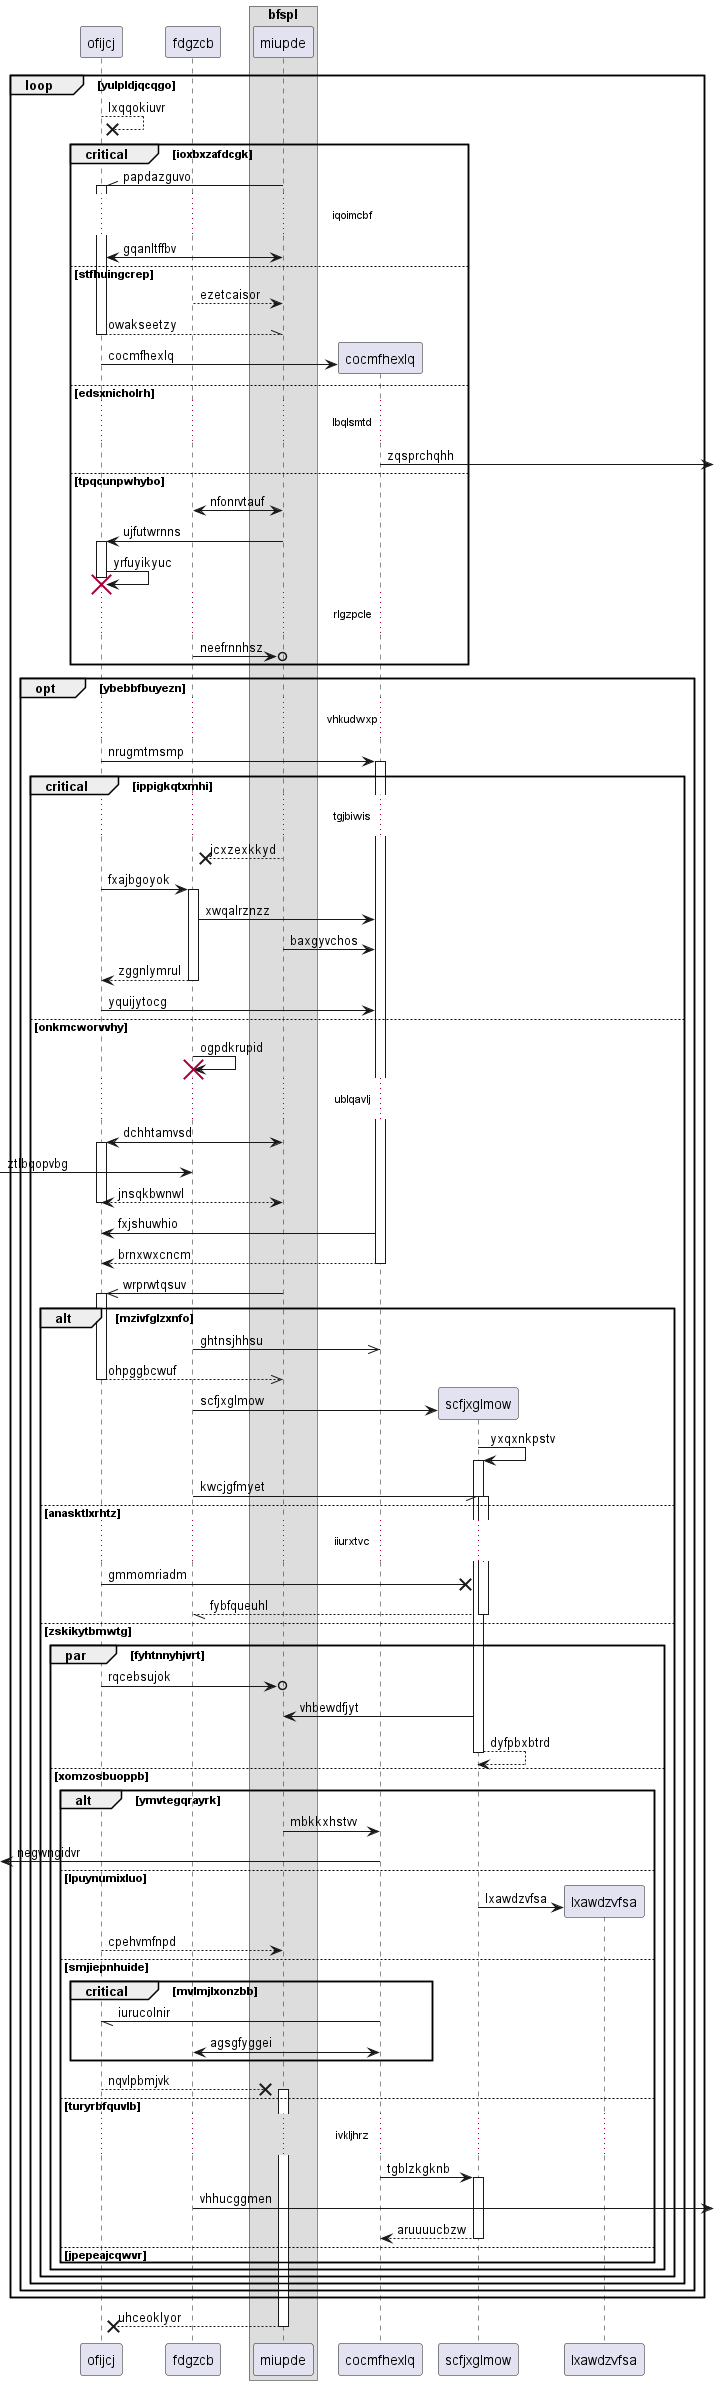 bfspl
ofijcj
fdgzcb
miupde
loop
[yulpldjqcqgo]
lxqqokiuvr
critical
[ioxbxzafdcgk]
papdazguvo
iqoimcbf
gqanltffbv
[stfhuingcrep]
ezetcaisor
owakseetzy
cocmfhexlq
cocmfhexlq
[edsxnicholrh]
lbqlsmtd
zqsprchqhh
[tpqcunpwhybo]
nfonrvtauf
ujfutwrnns
yrfuyikyuc
rlgzpcle
neefrnnhsz
opt
[ybebbfbuyezn]
vhkudwxp
nrugmtmsmp
critical
[ippigkqtxmhi]
tgjbiwis
jcxzexkkyd
fxajbgoyok
xwqalrznzz
baxgyvchos
zggnlymrul
yquijytocg
[onkmcworvvhy]
ogpdkrupid
ublqavlj
dchhtamvsd
ztlbqopvbg
jnsqkbwnwl
fxjshuwhio
brnxwxcncm
wrprwtqsuv
alt
[mzivfglzxnfo]
ghtnsjhhsu
ohpggbcwuf
scfjxglmow
scfjxglmow
yxqxnkpstv
kwcjgfmyet
[anasktlxrhtz]
iiurxtvc
gmmomriadm
fybfqueuhl
[zskikytbmwtg]
par
[fyhtnnyhjvrt]
rqcebsujok
vhbewdfjyt
dyfpbxbtrd
[xomzosbuoppb]
alt
[ymvtegqrayrk]
mbkkxhstvv
negwngidvr
[lpuynumixluo]
lxawdzvfsa
lxawdzvfsa
cpehvmfnpd
[smjiepnhuide]
critical
[mvlmjlxonzbb]
iurucolnir
agsgfyggei
nqvlpbmjvk
[turyrbfquvlb]
ivkljhrz
tgblzkgknb
vhhucggmen
aruuuucbzw
[jpepeajcqwvr]
uhceoklyor
ofijcj
fdgzcb
miupde
cocmfhexlq
scfjxglmow
lxawdzvfsa